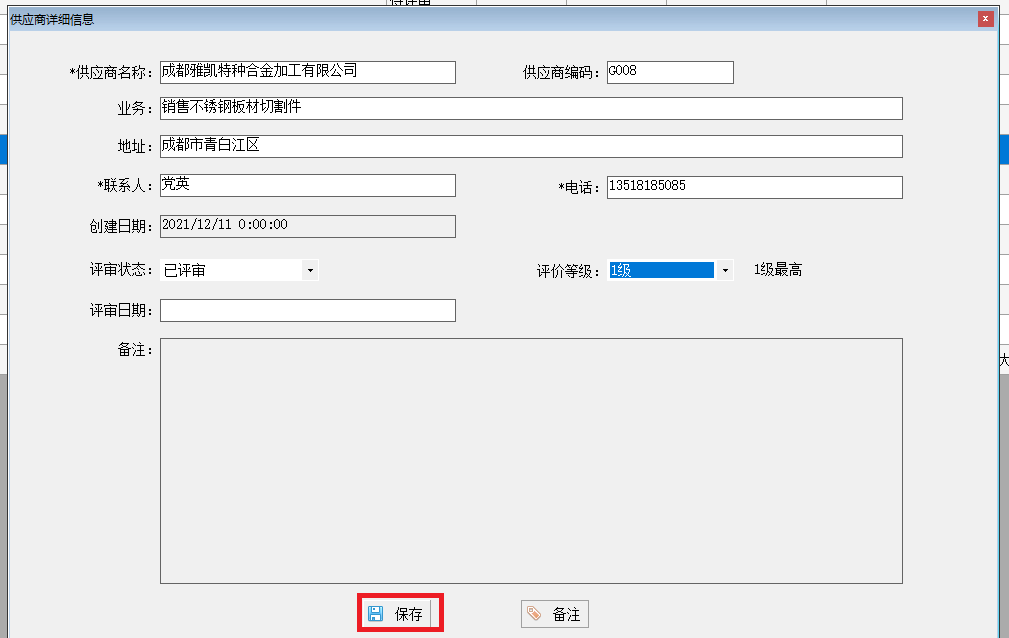 供应商详细信息
*供应商名称： 成都雅凯特种合金加工有限公司 供应商编码： G008
业务： 销售不锈钢板材切割件
地址： 成都市青白江区
*联系人： 党英 *电话： 13518185085
创建日期： 2021/12/11 0:00:00
评审状态： 已评审 评价等级： 1级 1级最高
评审日期：
备注：
大
保存 备注